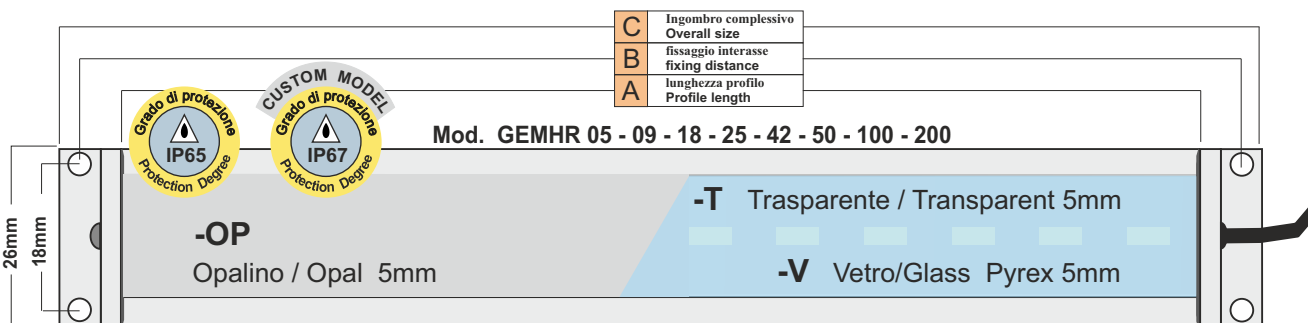 C Ingombro complessivo
Overall size
B fissaggio interasse
fixing distance
A lunghezza profilo
Profile length
CUSTOM MODEL
Grado di protezione
IP65
Protection Degree
Grado di protezione
IP67
Protection Degree
Mod. GEMHR 05 - 09 - 18 - 25 - 42 - 50 - 100 - 200
26mm
18mm
-OP
Opalino / Opal 5mm
-T Trasparente / Transparent 5mm
-V Vetro/Glass Pyrex 5mm